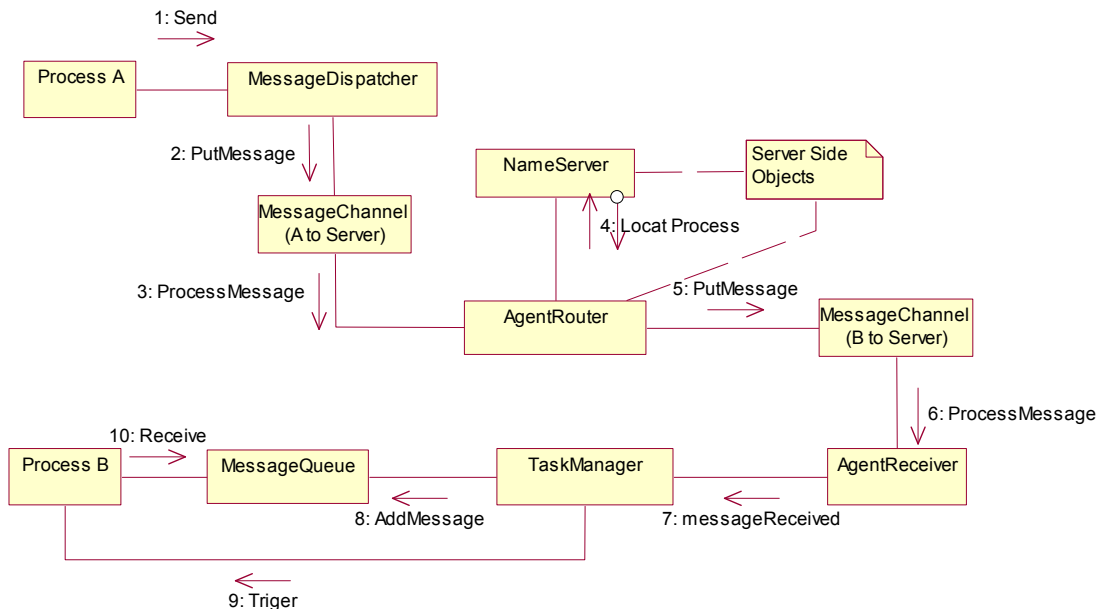 1: Send
Process A
MessageDispatcher
2: PutMessage
NameServer
Server Side
Objects
MessageChannel
(A to Server)
4: Locat Process
3: ProcessMessage
5: PutMessage
AgentRouter
MessageChannel
(B to Server)
6: ProcessMessage
10: Receive
Process B
MessageQueue
TaskManager
AgentReceiver
8: AddMessage
7: messageReceived
9: Triger